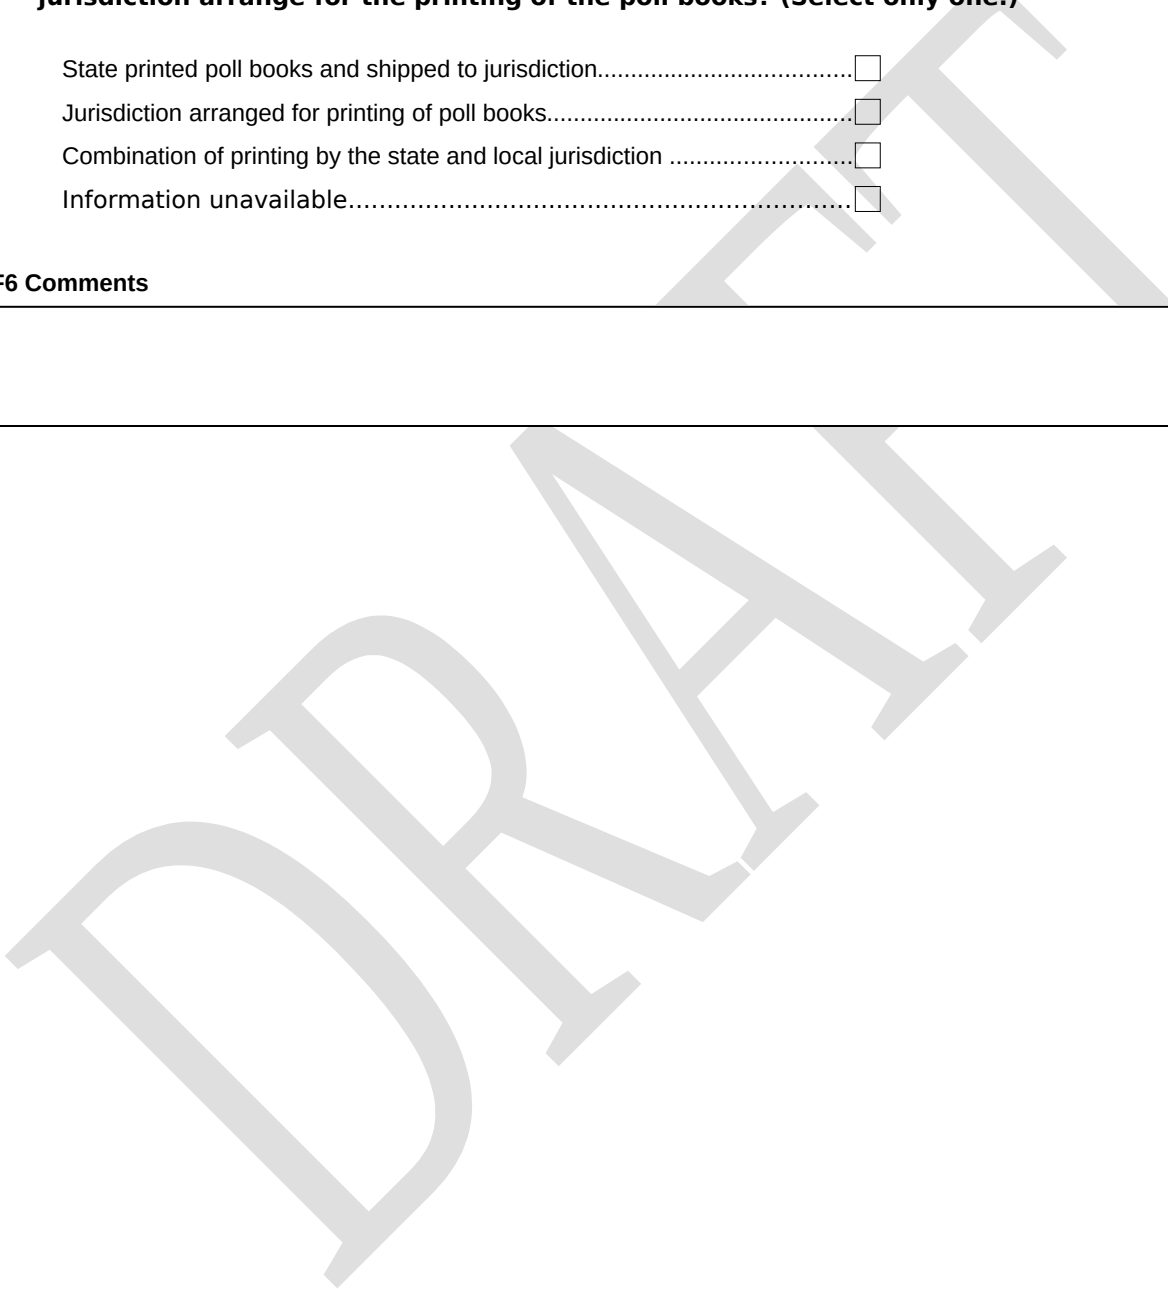 jurisdiction arrange for the printing of the poll books? (Select only one.)
State printed poll books and shipped to jurisdiction......................................
Jurisdiction arranged for printing of poll books.............................................
Combination of printing by the state and local jurisdiction ...........................
Information unavailable.................................................................
F6 Comments
DRAFT